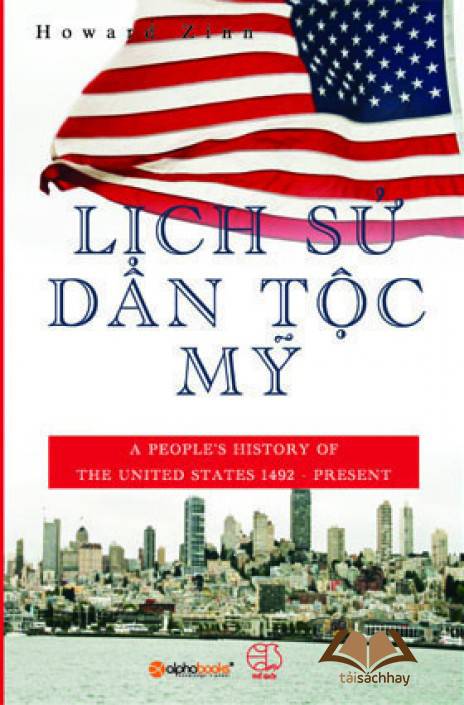 Howard Zinn
LỊCH SỬ
DÂN TỘC
MỸ
A PEOPLE'S HISTORY OF
THE UNITED STATES 1492 - PRESENT
alphabooks
tảisáchhay